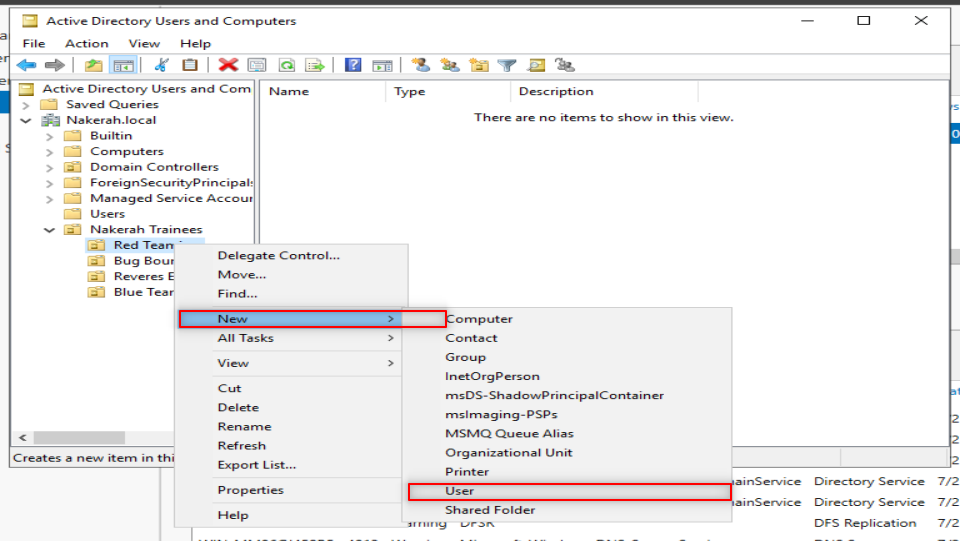 Active Directory Users and Computers
File Action View Help
Active Directory Users and Com
Saved Queries
Nakerah.local
Builtin
Computers
Domain Controllers
ForeignSecurityPrincipals
Managed Service Accour
Users
Nakerah Trainees
Red Team
Bug Bour
Reveres E
Blue Tear
Name Type Description
There are no items to show in this view.
Delegate Control...
Move...
Find...
New >
All Tasks >
View >
Cut
Delete
Rename
Refresh
Export List...
Properties
Help
Computer
Contact
Group
InetOrgPerson
msDS-ShadowPrincipalContainer
msImaging-PSPs
MSMQ Queue Alias
Organizational Unit
Printer
User
Shared Folder
Creates a new item in thi
mainService Directory Service 7/2
mainService Directory Service 7/2
arning DFSR DFS Replication 7/2